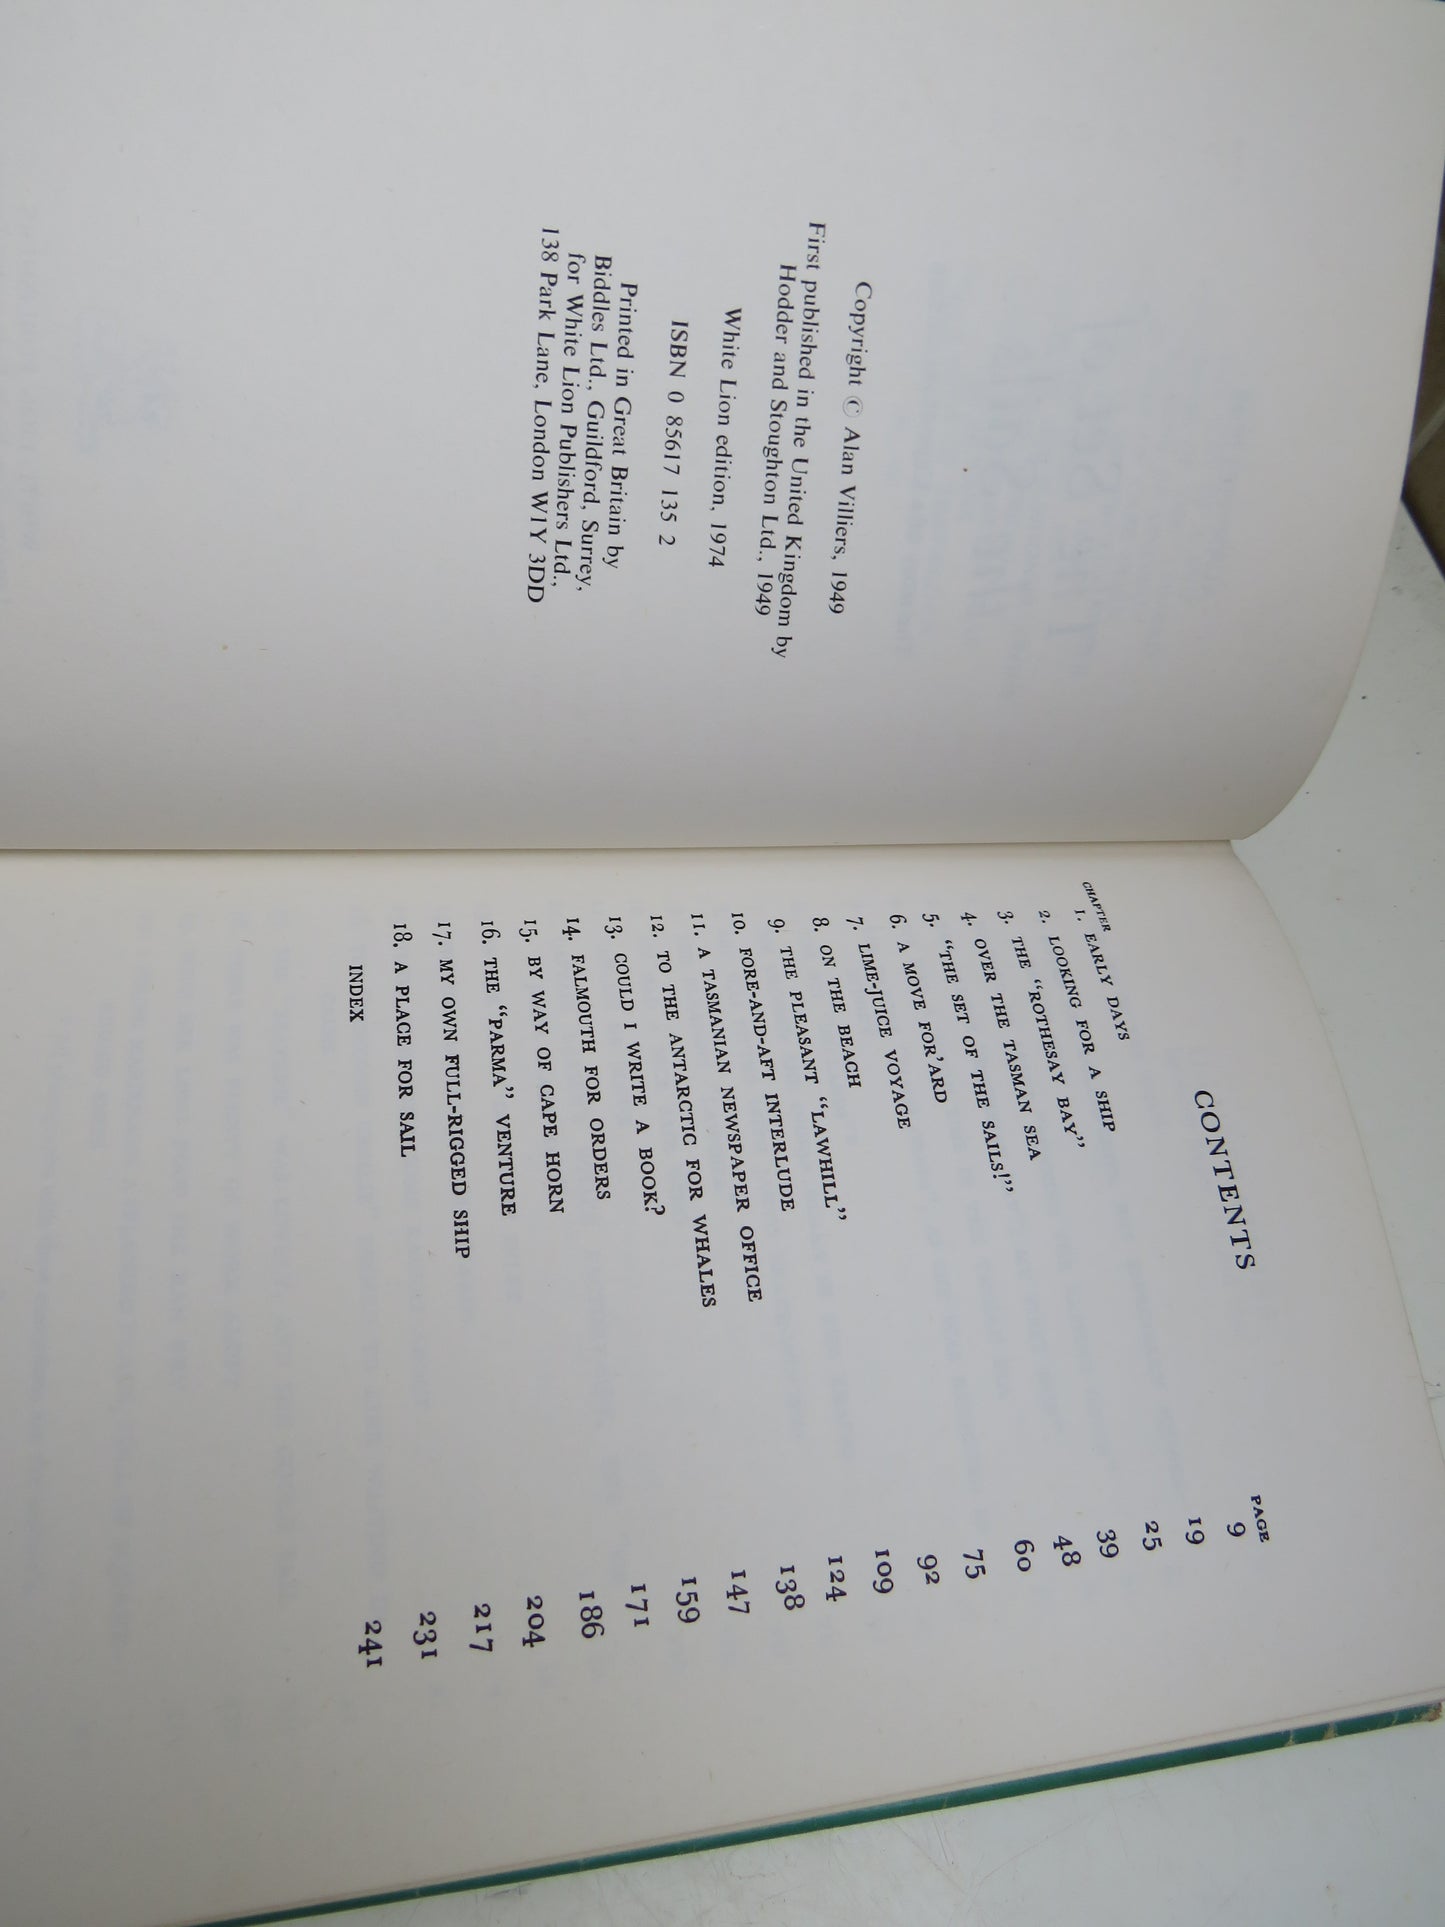 Copyright © Alan Villiers, 1949
First published in the United Kingdom by
Hodder and Stoughton Ltd., 1949
White Lion edition, 1974
ISBN 0 85617 135 2
Printed in Great Britain by
Biddles Ltd., Guildford, Surrey,
for White Lion Publishers Ltd.,
138 Park Lane, London W1Y 3DD
CONTENTS
CHAPTER PAGE
1. EARLY DAYS 9
2. LOOKING FOR A SHIP 19
3. THE “ROTHESAY BAY” 25
4. OVER THE TASMAN SEA 39
5. “THE SET OF THE SAILS!” 48
6. A MOVE FOR’ARD 60
7. LIME-JUICE VOYAGE 75
8. ON THE BEACH 92
9. THE PLEASANT “LAWHILL” 109
10. FORE-AND-AFT INTERLUDE 124
11. A TASMANIAN NEWSPAPER OFFICE 138
12. TO THE ANTARCTIC FOR WHALES 147
13. COULD I WRITE A BOOK? 159
14. FALMOUTH FOR ORDERS 171
15. BY WAY OF CAPE HORN 186
16. THE “PARMA” VENTURE 204
17. MY OWN FULL-RIGGED SHIP 217
18. A PLACE FOR SAIL 231
INDEX 241